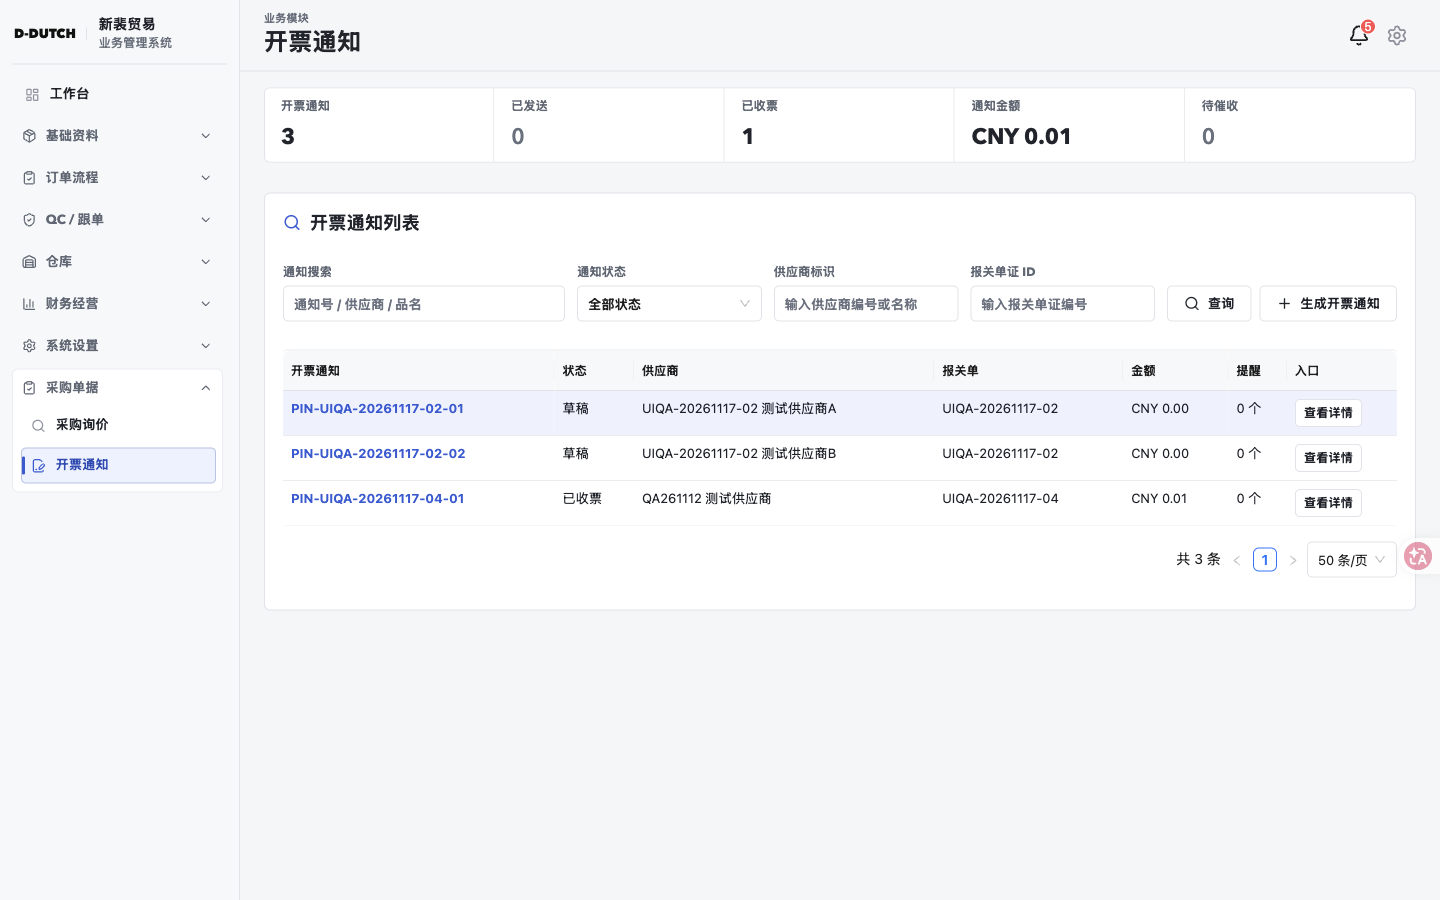 D-DUTCH
新裴贸易
业务管理系统
工作台
基础资料
订单流程
QC / 跟单
仓库
财务经营
系统设置
采购单据
采购询价
开票通知
业务模块
开票通知
5
开票通知
3
已发送
0
已收票
1
通知金额
CNY 0.01
待催收
0
开票通知列表
通知搜索
通知号 / 供应商 / 品名
通知状态
全部状态
供应商标识
输入供应商编号或名称
报关单证 ID
输入报关单证编号
查询
生成开票通知
开票通知 状态 供应商 报关单 金额 提醒 入口
PIN-UIQA-20261117-02-01 草稿 UIQA-20261117-02 测试供应商A UIQA-20261117-02 CNY 0.00 0 个 查看详情
PIN-UIQA-20261117-02-02 草稿 UIQA-20261117-02 测试供应商B UIQA-20261117-02 CNY 0.00 0 个 查看详情
PIN-UIQA-20261117-04-01 已收票 QA261112 测试供应商 UIQA-20261117-04 CNY 0.01 0 个 查看详情
共 3 条 1 50 条/页